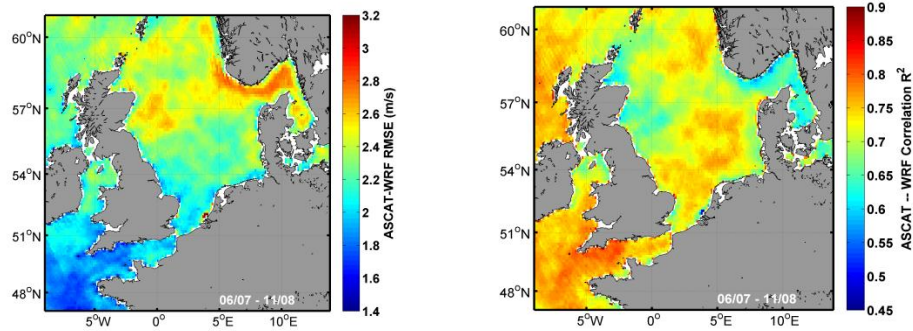 60°N
57°N
54°N
51°N
48°N
5°W
0°
5°E
10°E
06/07 - 11/08
3.2
3
2.8
2.6
2.4
2.2
2
1.8
1.6
1.4
ASCAT-WRF RMSE (m/s)
60°N
57°N
54°N
51°N
48°N
5°W
0°
5°E
10°E
06/07 - 11/08
0.9
0.85
0.8
0.75
0.7
0.65
0.6
0.55
0.5
0.45
ASCAT -- WRF Correlation R²